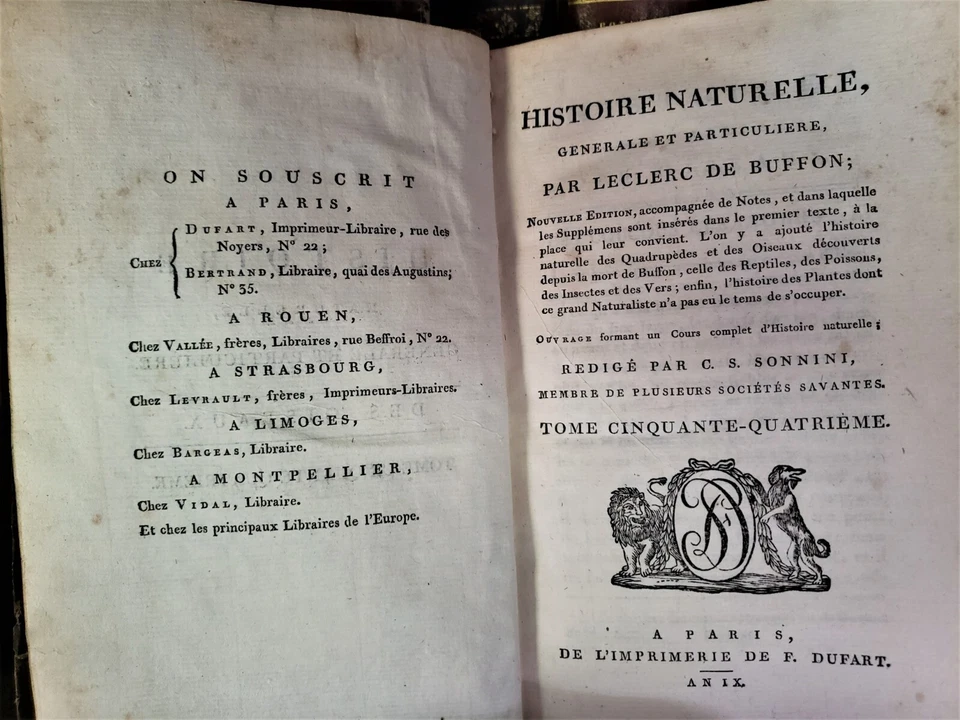 ON SOUSCRIT
A PARIS,
CHEZ
DUFART, Imprimeur-Libraire, rue des
Noyers, N° 22;
BERTRAND, Libraire, quai des Augustins;
N° 35.
A ROUEN,
Chez VALLÉE, frères, Libraires, rue Beffroi, N° 22.
A STRASBOURG,
Chez LEVRAULT, frères, Imprimeurs-Libraires.
A LIMOGES,
Chez BARGEAS, Libraire.
A MONTPELLIER,
Chez VIDAL, Libraire.
Et chez les principaux Libraires de l'Europe.
HISTOIRE NATURELLE,
GENERALE ET PARTICULIERE,
PAR LECLERC DE BUFFON;
NOUVELLE EDITION, accompagnée de Notes, et dans laquelle
les Supplémens sont insérés dans le premier texte, à la
place qui leur convient. L'on y a ajouté l'histoire
naturelle des Quadrupèdes et des Oiseaux découverts
depuis la mort de Buffon, celle des Reptiles, des Poissons,
des Insectes et des Vers; enfin, l'histoire des Plantes dont
ce grand Naturaliste n'a pas eu le tems de s'occuper.
OUVRAGE formant un Cours complet d'Histoire naturelle;
REDIGÉ PAR C. S. SONNINI,
MEMBRE DE PLUSIEURS SOCIÉTÉS SAVANTES.
TOME CINQUANTE-QUATRIÈME.
A PARIS,
DE L'IMPRIMERIE DE F. DUFART.
AN IX.